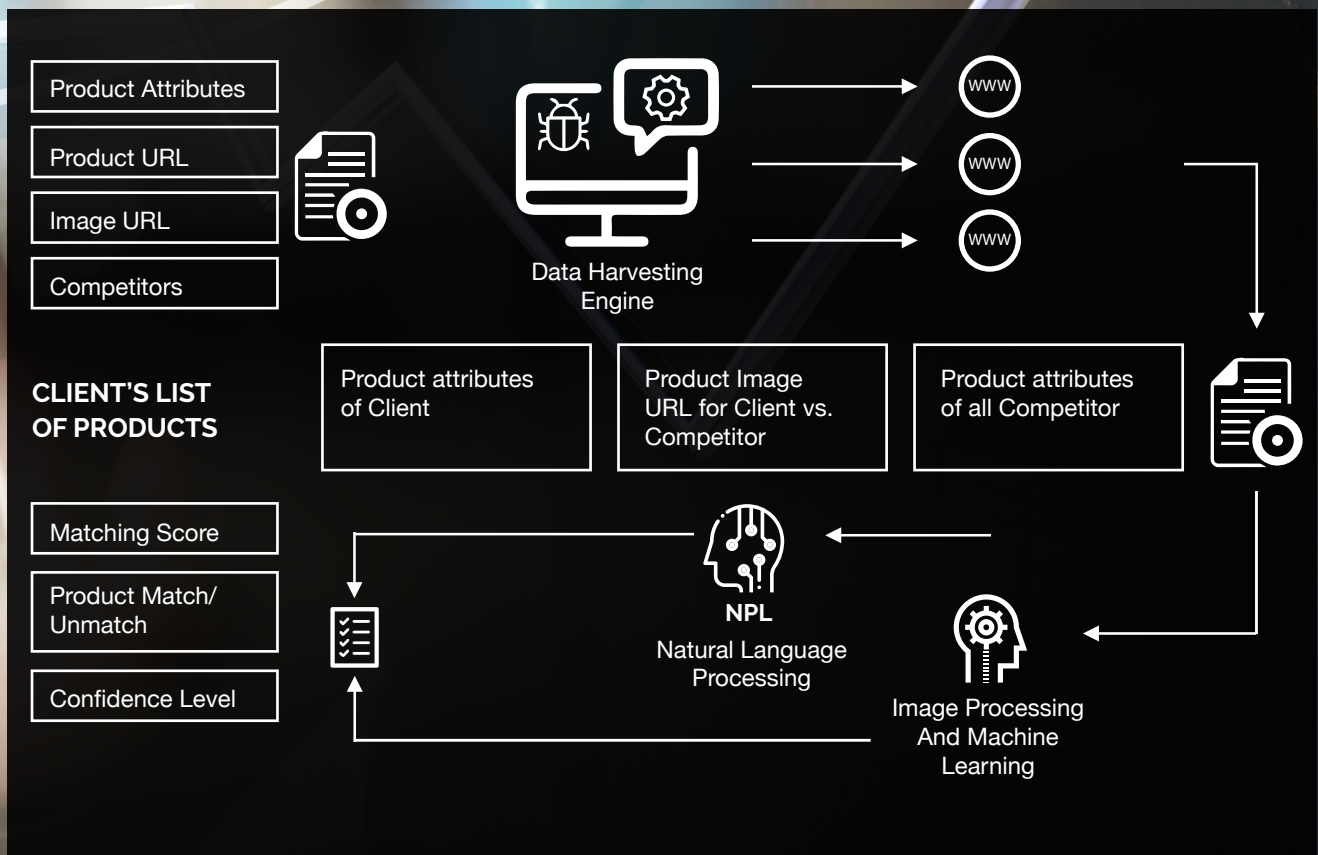 Product Attributes
Product URL
Image URL
Competitors
WWW
WWW
WWW
Data Harvesting
Engine
CLIENT’S LIST
OF PRODUCTS
Product attributes
of Client
Product Image
URL for Client vs.
Competitor
Product attributes
of all Competitor
Matching Score
Product Match/
Unmatch
Confidence Level
NPL
Natural Language
Processing
Image Processing
And Machine
Learning